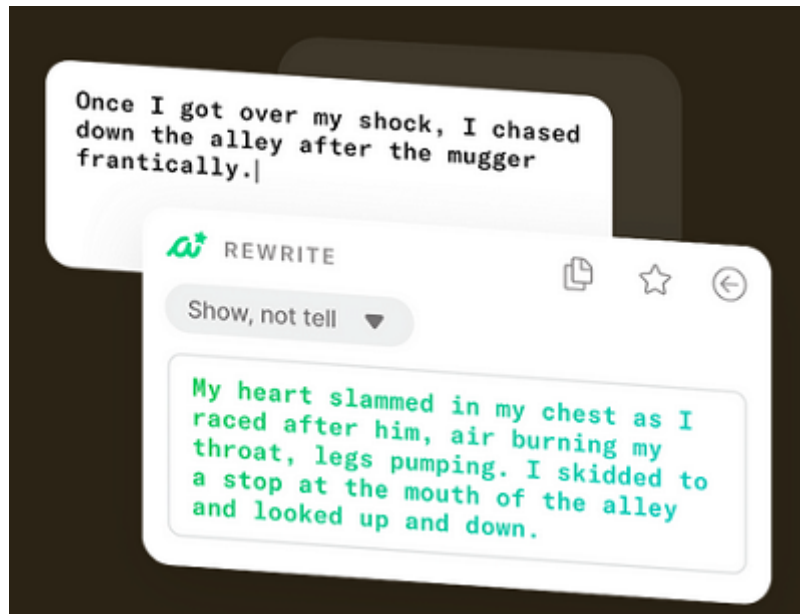 Once I got over my shock, I chased
down the alley after the mugger
frantically.
ai REWRITE
Show, not tell
My heart slammed in my chest as I
raced after him, air burning my
throat, legs pumping. I skidded to
a stop at the mouth of the alley
and looked up and down.